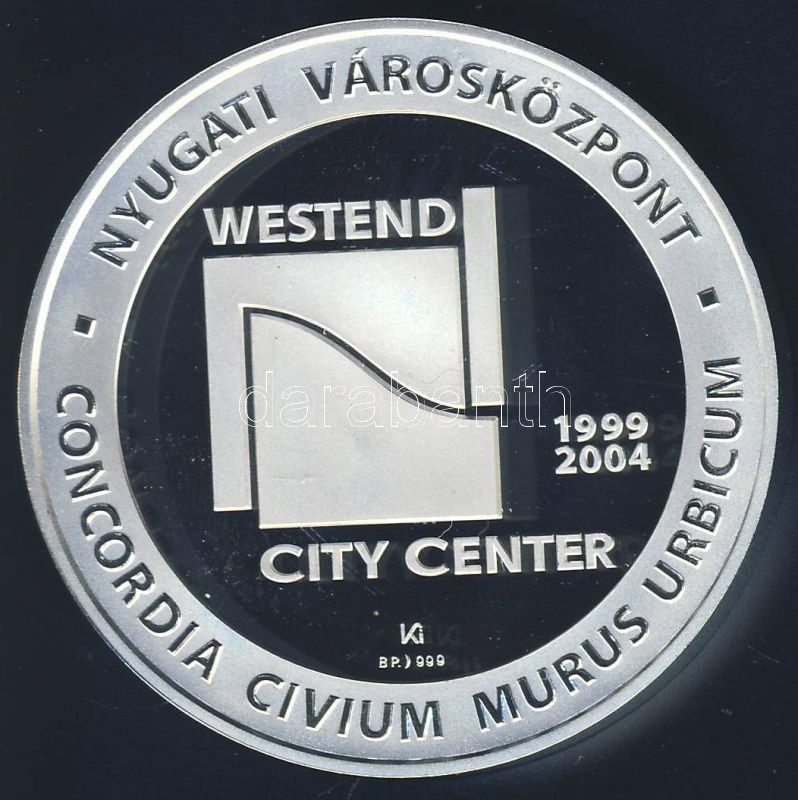 NYUGATI VÁROSKÖZPONT
WESTEND
darabanth
1999
2004
CITY CENTER
Ki
BP.) 999
CONCORDIA CIVIUM MURUS URBICUM